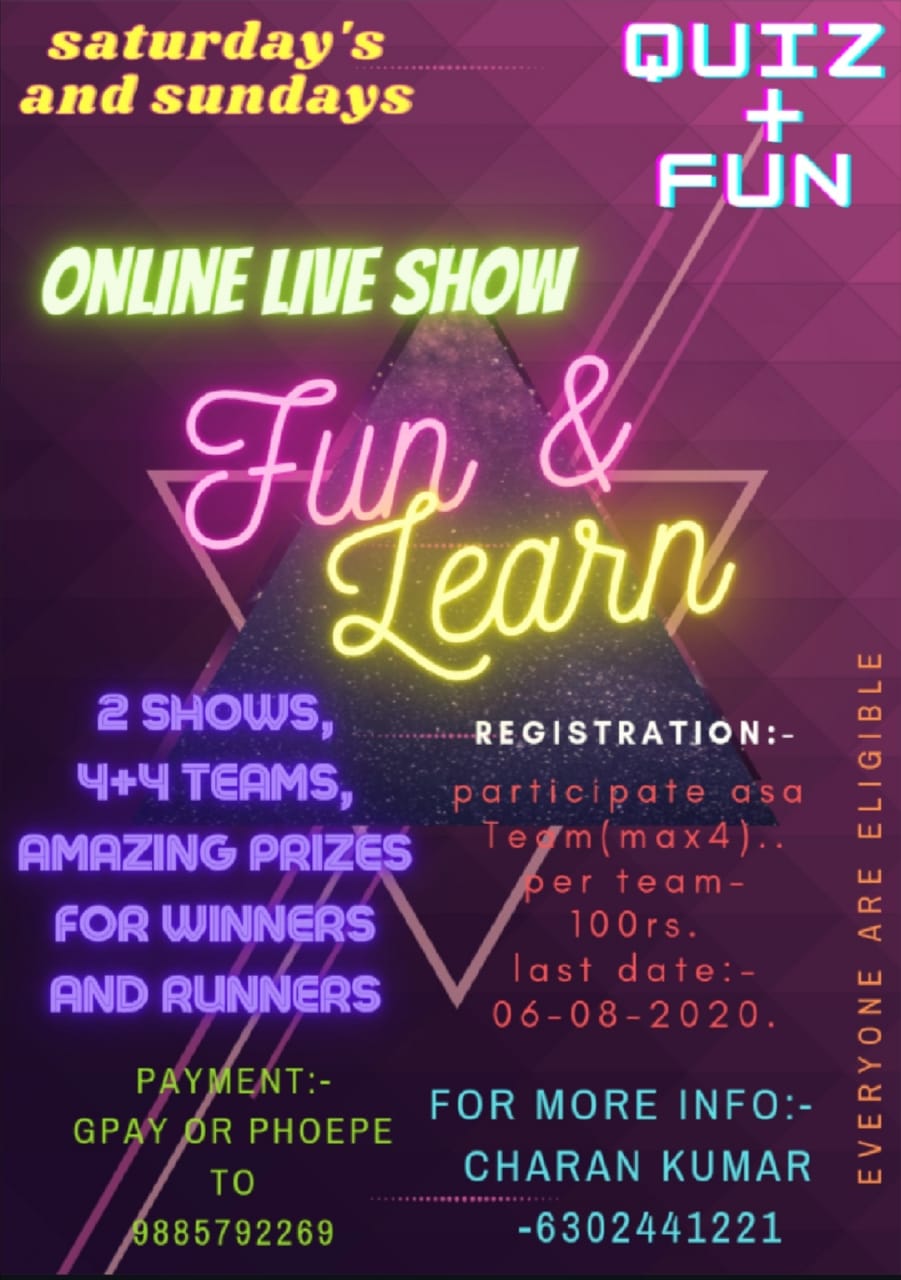 saturday's
and sundays
QUIZ
+
FUN
ONLINE LIVE SHOW
Fun &
Learn
2 SHOWS,
4+4 TEAMS,
AMAZING PRIZES
FOR WINNERS
AND RUNNERS
REGISTRATION:-
participate asa
Team(max4)..
per team-
100rs.
last date:-
06-08-2020.
EVERYONE ARE ELIGIBLE
PAYMENT:-
GPAY OR PHOEPE
TO
9885792269
FOR MORE INFO:-
CHARAN KUMAR
-6302441221